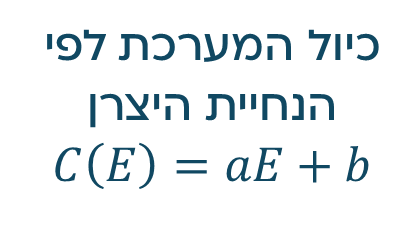 כיול המערכת לפי
הנחיית היצרן
C(E) = aE + b